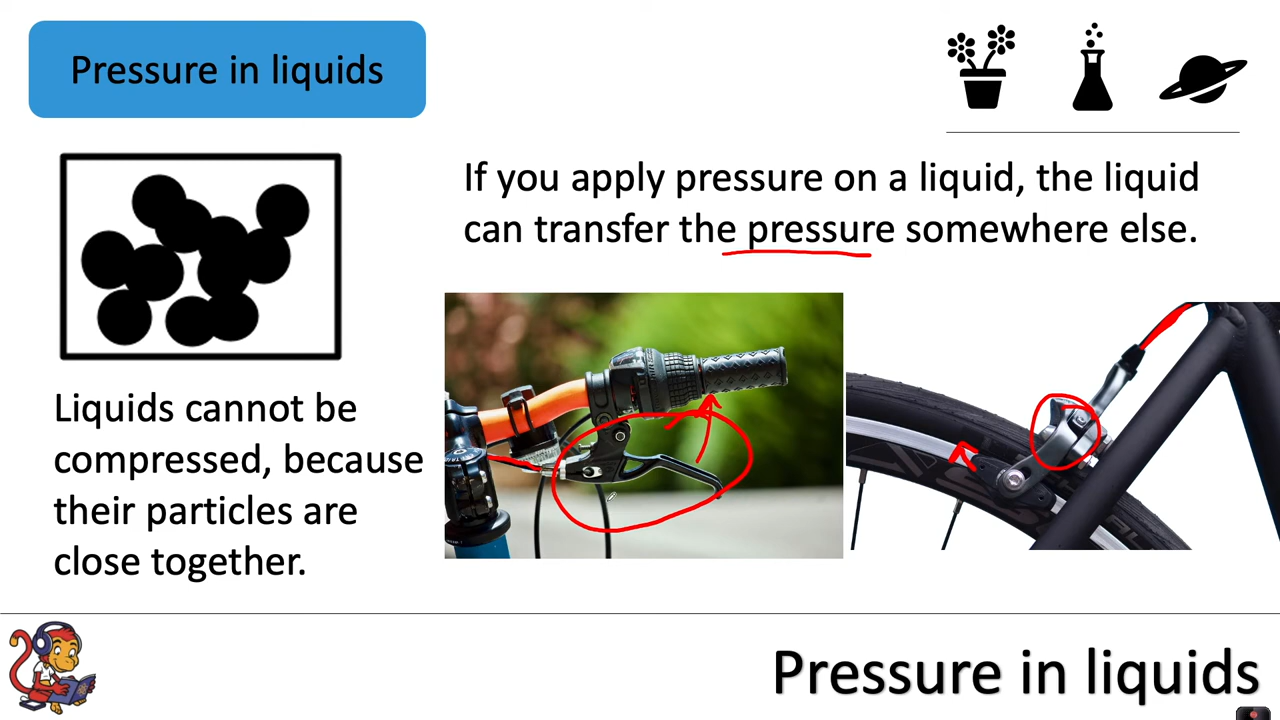 Pressure in liquids
If you apply pressure on a liquid, the liquid
can transfer the pressure somewhere else.
Liquids cannot be
compressed, because
their particles are
close together.
Pressure in liquids